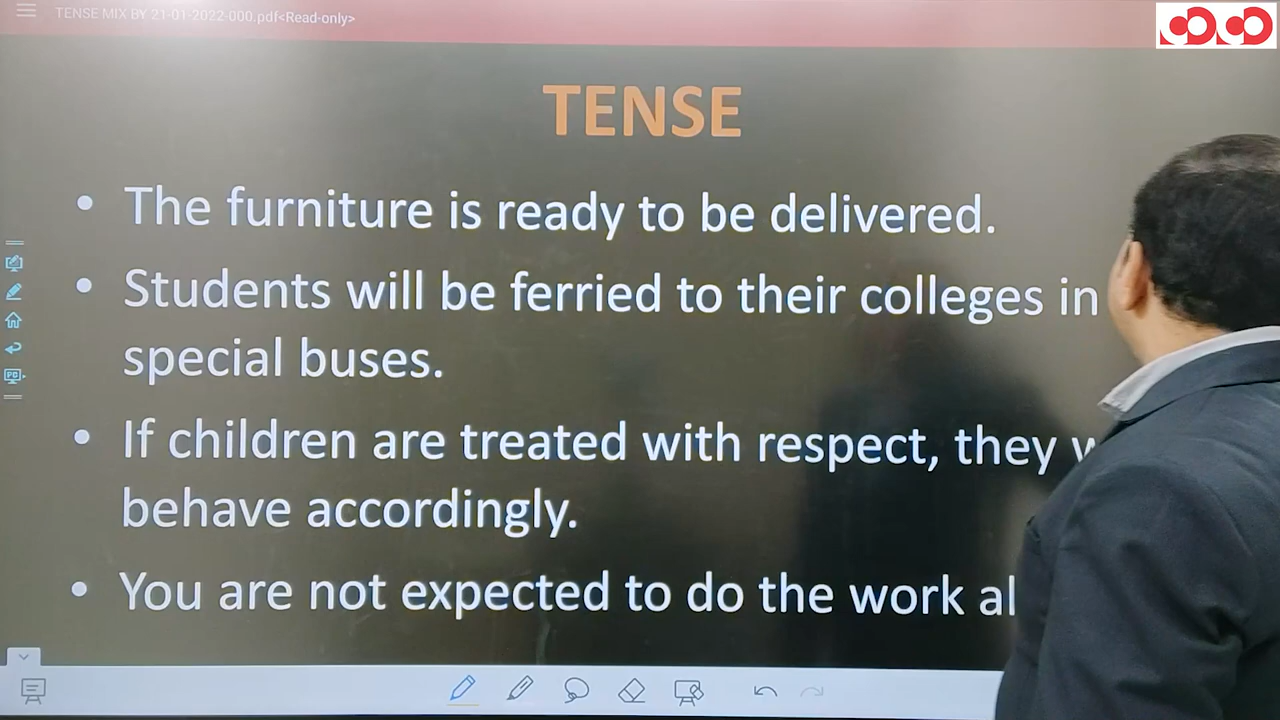 TENSE MIX BY 21-01-2022-000.pdf<Read-only>
TENSE
• The furniture is ready to be delivered.
• Students will be ferried to their colleges in
special buses.
• If children are treated with respect, they
behave accordingly.
• You are not expected to do the work